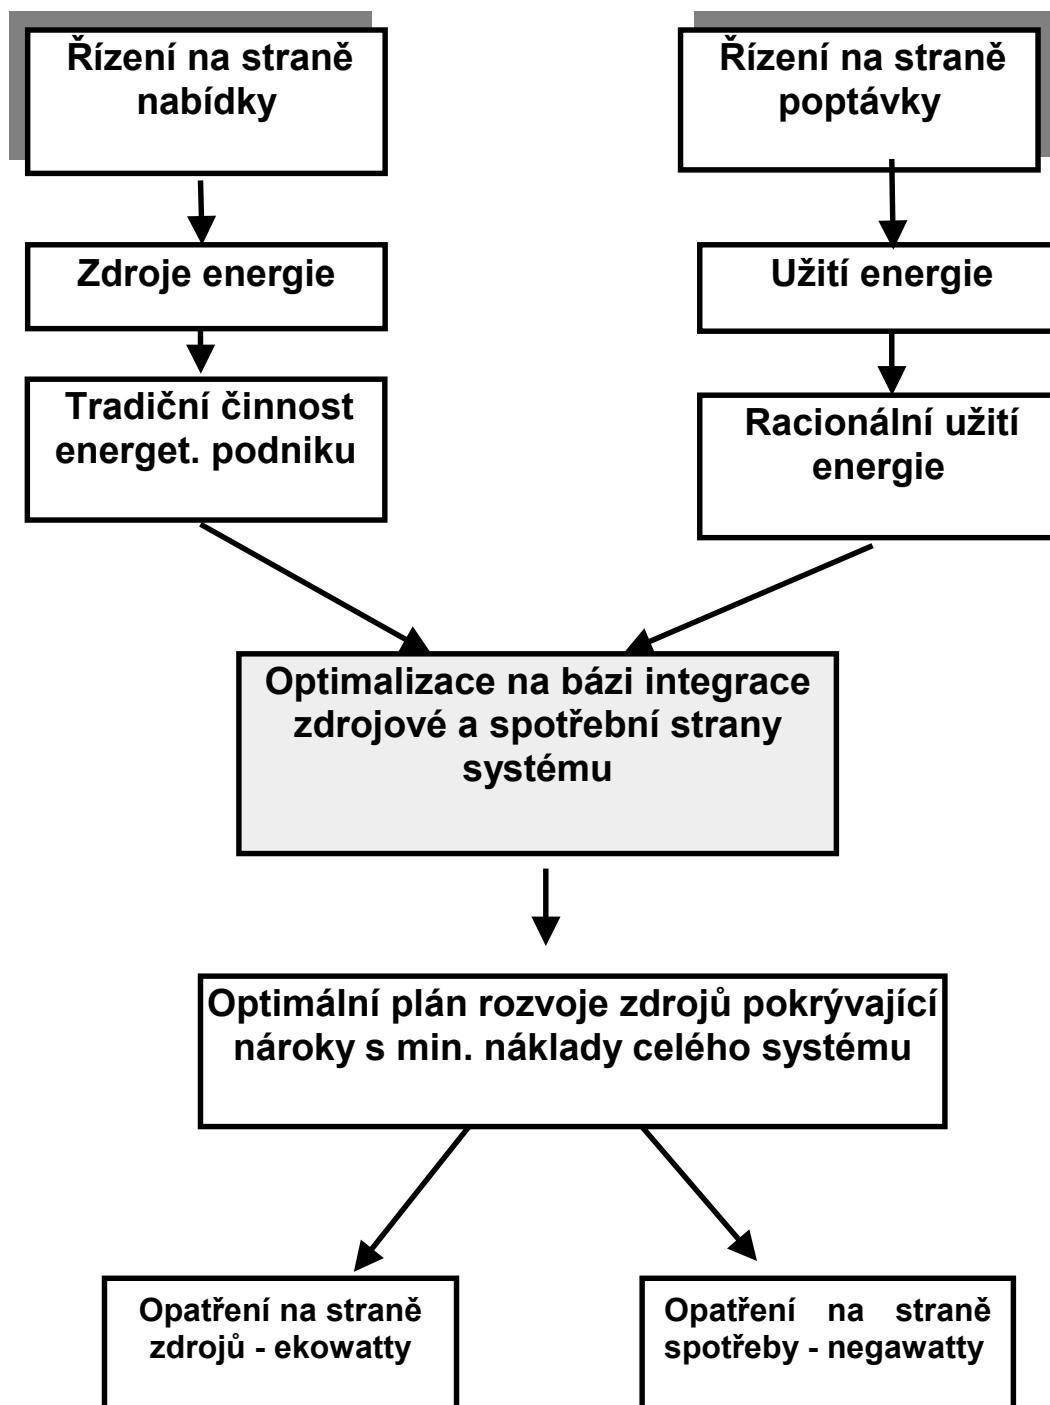 Řízení na straně
nabídky
Řízení na straně
poptávky
Zdroje energie
Užití energie
Tradiční činnost
energet. podniku
Racionální užití
energie
Optimalizace na bázi integrace
zdrojové a spotřební strany
systému
Optimální plán rozvoje zdrojů pokrývající
nároky s min. náklady celého systému
Opatření na straně
zdrojů - ekowatty
Opatření na straně
spotřeby - negawatty